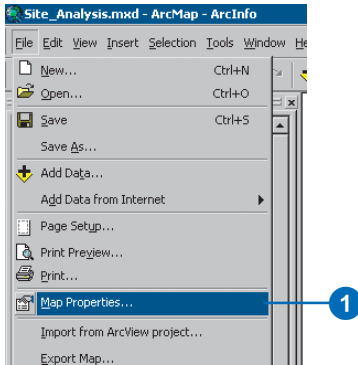 Site_Analysis.mxd - ArcMap - ArcInfo
File Edit View Insert Selection Tools Window
New... Ctrl+N
Open... Ctrl+O
Save Ctrl+S
Save As...
Add Data...
Add Data from Internet
Page Setup...
Print Preview...
Print...
Map Properties...
1
Import from ArcView project...
Export Map...